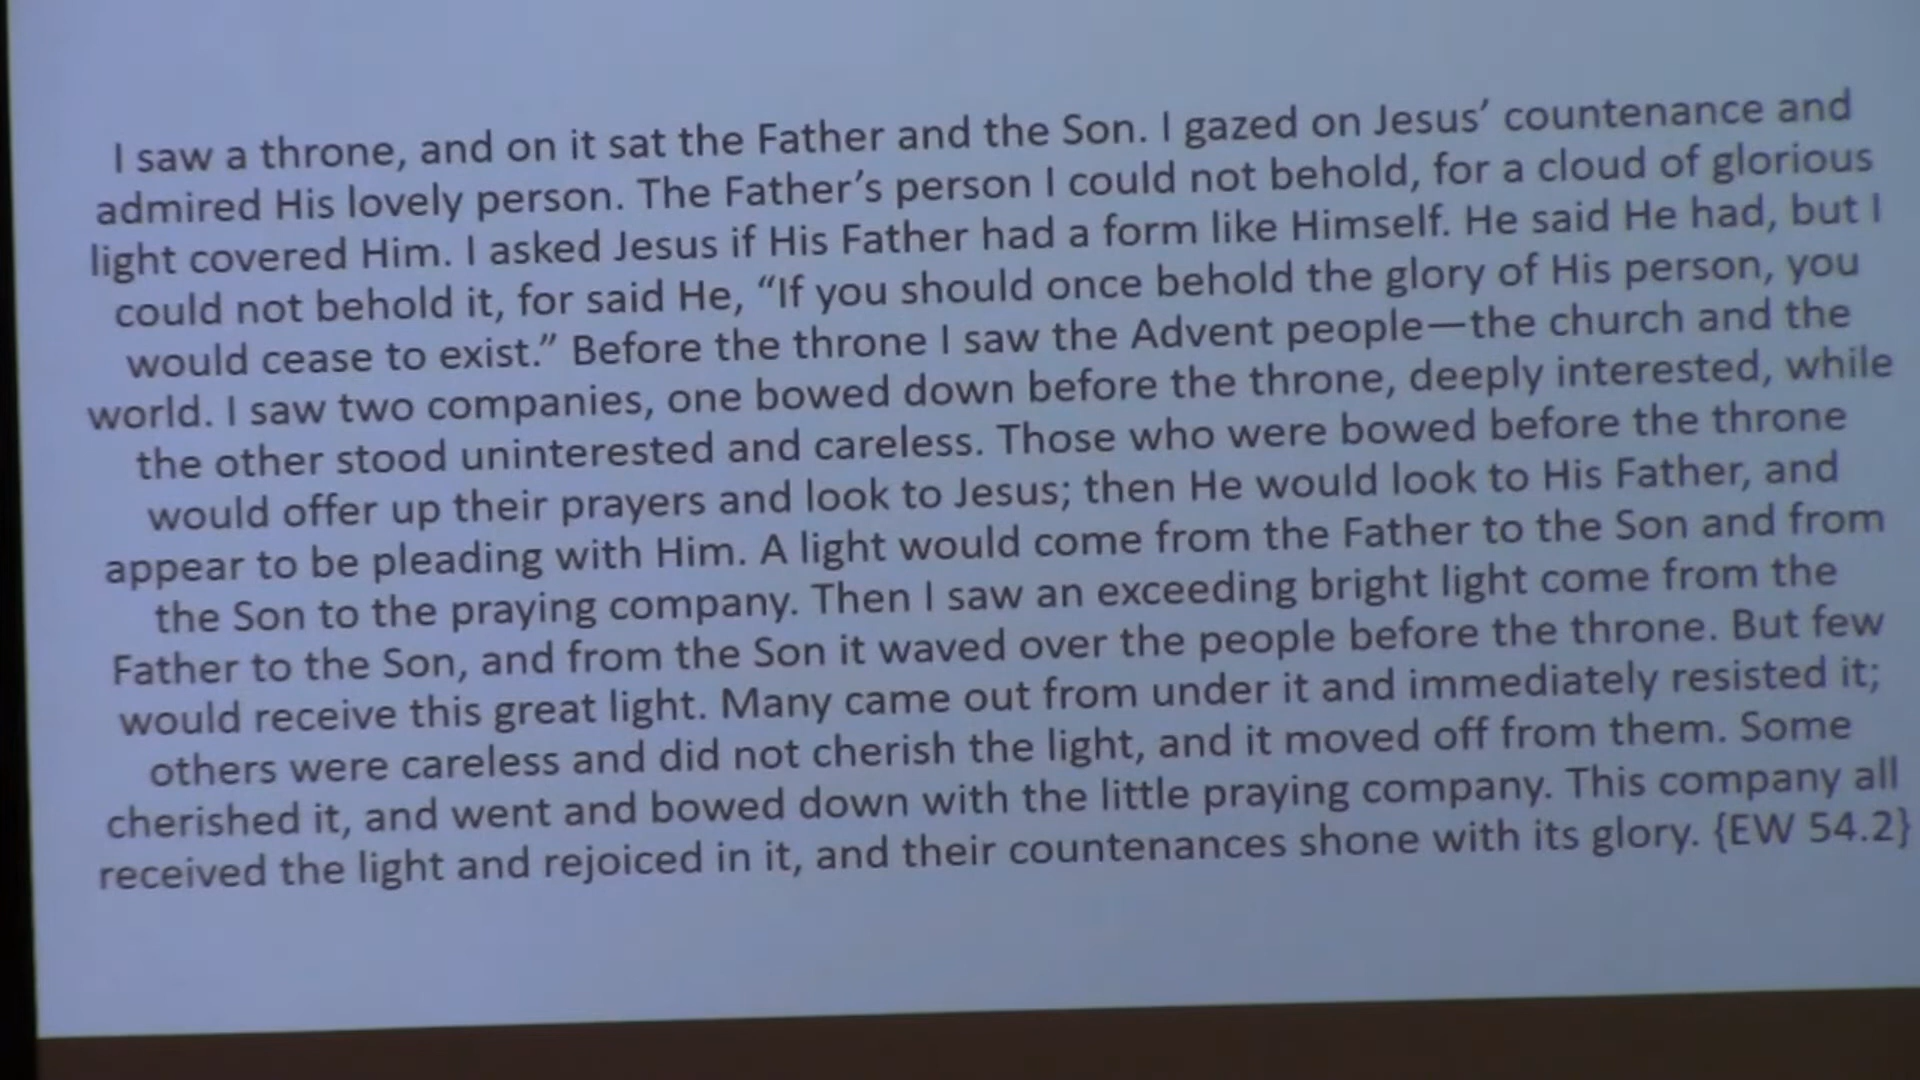 I saw a throne, and on it sat the Father and the Son. I gazed on Jesus’ countenance and
admired His lovely person. The Father’s person I could not behold, for a cloud of glorious
light covered Him. I asked Jesus if His Father had a form like Himself. He said He had, but I
could not behold it, for said He, “If you should once behold the glory of His person, you
would cease to exist.” Before the throne I saw the Advent people—the church and the
world. I saw two companies, one bowed down before the throne, deeply interested, while
the other stood uninterested and careless. Those who were bowed before the throne
would offer up their prayers and look to Jesus; then He would look to His Father, and
appear to be pleading with Him. A light would come from the Father to the Son and from
the Son to the praying company. Then I saw an exceeding bright light come from the
Father to the Son, and from the Son it waved over the people before the throne. But few
would receive this great light. Many came out from under it and immediately resisted it;
others were careless and did not cherish the light, and it moved off from them. Some
cherished it, and went and bowed down with the little praying company. This company all
received the light and rejoiced in it, and their countenances shone with its glory. {EW 54.2}